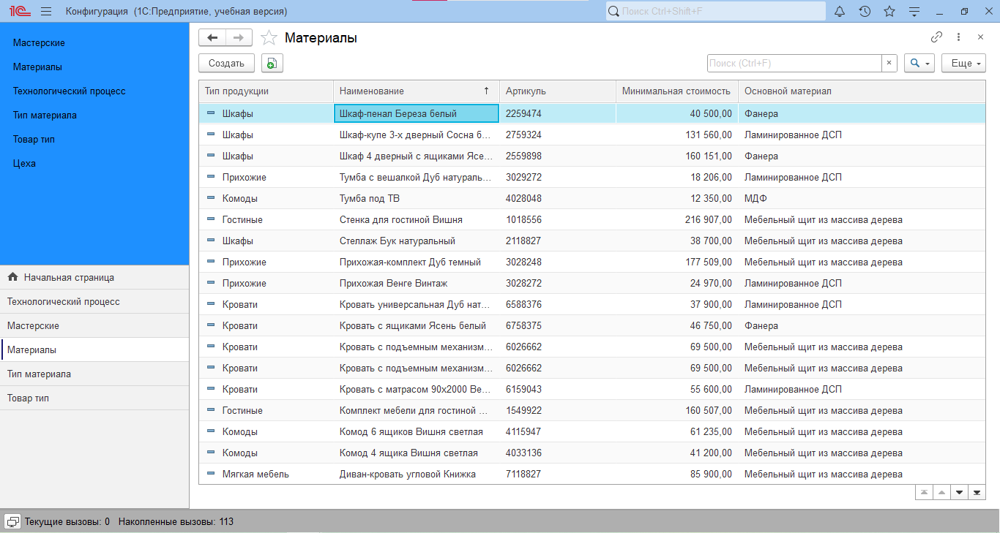 1С Конфигурация (1С:Предприятие, учебная версия) Поиск Ctrl+Shift+F
Мастерские
Материалы
Технологический процесс
Тип материала
Товар тип
Цеха
Начальная страница
Технологический процесс
Мастерские
Материалы
Тип материала
Товар тип
Материалы
Создать Поиск (Ctrl+F) × Еще
Тип продукции Наименование ↑ Артикуль Минимальная стоимость Основной материал
Шкафы Шкаф-пенал Береза белый 2259474 40 500,00 Фанера
Шкафы Шкаф-купе 3-х дверный Сосна б... 2759324 131 560,00 Ламинированное ДСП
Шкафы Шкаф 4 дверный с ящиками Ясе... 2559898 160 151,00 Фанера
Прихожие Тумба с вешалкой Дуб натураль... 3029272 18 206,00 Ламинированное ДСП
Комоды Тумба под ТВ 4028048 12 350,00 МДФ
Гостиные Стенка для гостиной Вишня 1018556 216 907,00 Мебельный щит из массива дерева
Шкафы Стеллаж Бук натуральный 2118827 38 700,00 Мебельный щит из массива дерева
Прихожие Прихожая-комплект Дуб темный 3028248 177 509,00 Мебельный щит из массива дерева
Прихожие Прихожая Венге Винтаж 3028272 24 970,00 Ламинированное ДСП
Кровати Кровать универсальная Дуб нат... 6588376 37 900,00 Ламинированное ДСП
Кровати Кровать с ящиками Ясень белый 6758375 46 750,00 Фанера
Кровати Кровать с подъемным механизм... 6026662 69 500,00 Мебельный щит из массива дерева
Кровати Кровать с подъемным механизм... 6026662 69 500,00 Мебельный щит из массива дерева
Кровати Кровать с матрасом 90х2000 Ве... 6159043 55 600,00 Ламинированное ДСП
Гостиные Комплект мебели для гостиной ... 1549922 160 507,00 Мебельный щит из массива дерева
Комоды Комод 6 ящиков Вишня светлая 4115947 61 235,00 Мебельный щит из массива дерева
Комоды Комод 4 ящика Вишня светлая 4033136 41 200,00 Мебельный щит из массива дерева
Мягкая мебель Диван-кровать угловой Книжка 7118827 85 900,00 Мебельный щит из массива дерева
Текущие вызовы: 0 Накопленные вызовы: 113